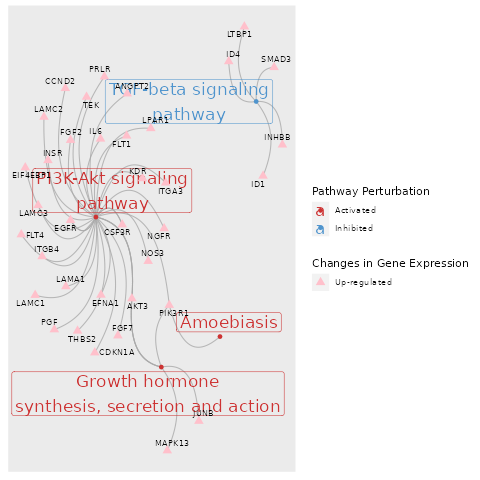 LTBP1
ID4
SMAD3
PRLR
CCND2
ANGPT2
TGF-beta signaling
pathway
TEK
LAMC2
LPAR1
FGF2
IL6
FLT1
INHBB
INSR
EIF4EBP1
KDR
PI3K-Akt signaling
pathway
ITGA3
ID1
LAMC3
EGFR
CSF3R
NGFR
FLT4
ITGB4
NOS3
LAMA1
LAMC1
EFNA1
AKT3
PIK3R1
Amoebiasis
PGF
THBS2
FGF7
CDKN1A
Growth hormone
synthesis, secretion and action
JUNB
MAPK13
Pathway Perturbation
Activated
Inhibited
Changes in Gene Expression
Up-regulated